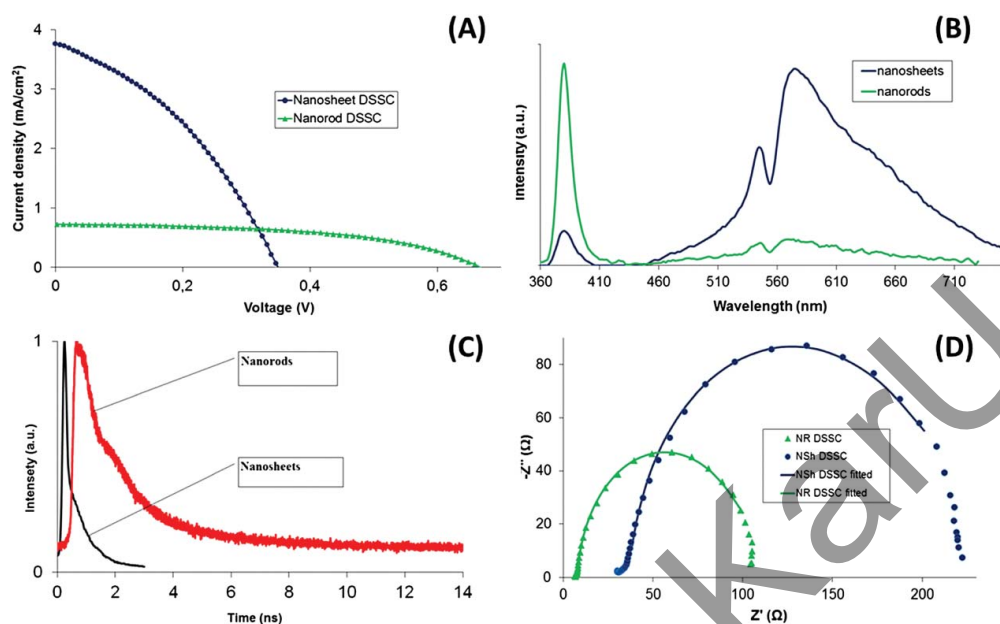 (A)
4
3
2
1
0
0
0,2
0,4
0,6
Current density (mA/cm²)
Voltage (V)
Nanosheet DSSC
Nanorod DSSC
(B)
Intensity (a.u.)
nanosheets
nanorods
360 410 460 510 560 610 660 710
Wavelength (nm)
(C)
1
0
Intensety (a.u.)
Nanorods
Nanosheets
0 2 4 6 8 10 12 14
Time (ns)
(D)
80
60
40
20
0
-Z'' (Ω)
NR DSSC
NSh DSSC
NSh DSSC fitted
NR DSSC fitted
0 50 100 150 200
Z' (Ω)
KarU